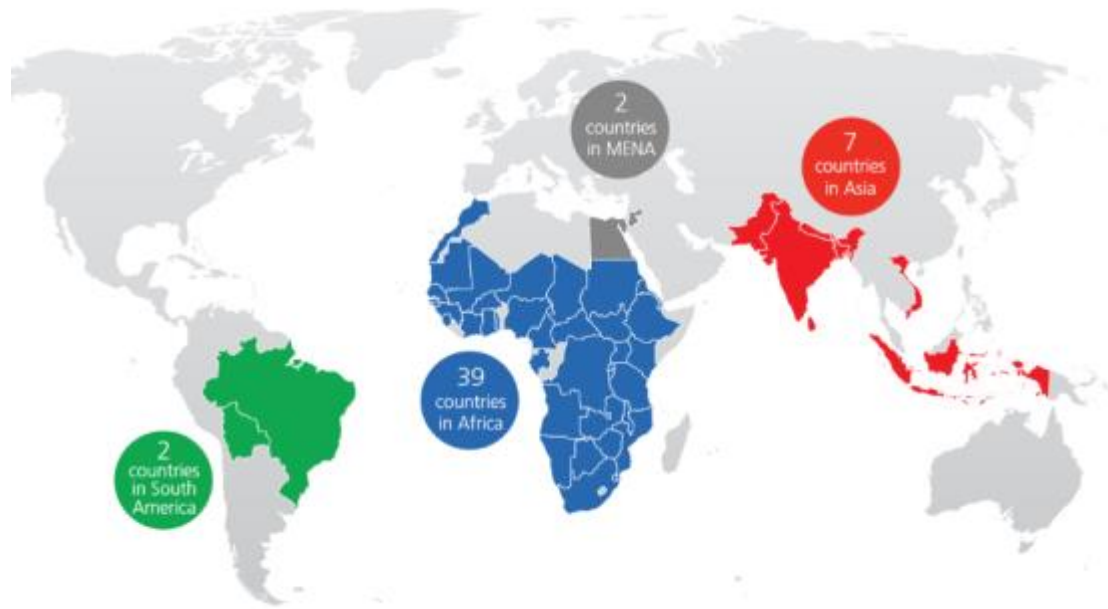 2
countries
in MENA
7
countries
in Asia
39
countries
in Africa
2
countries
in South
America